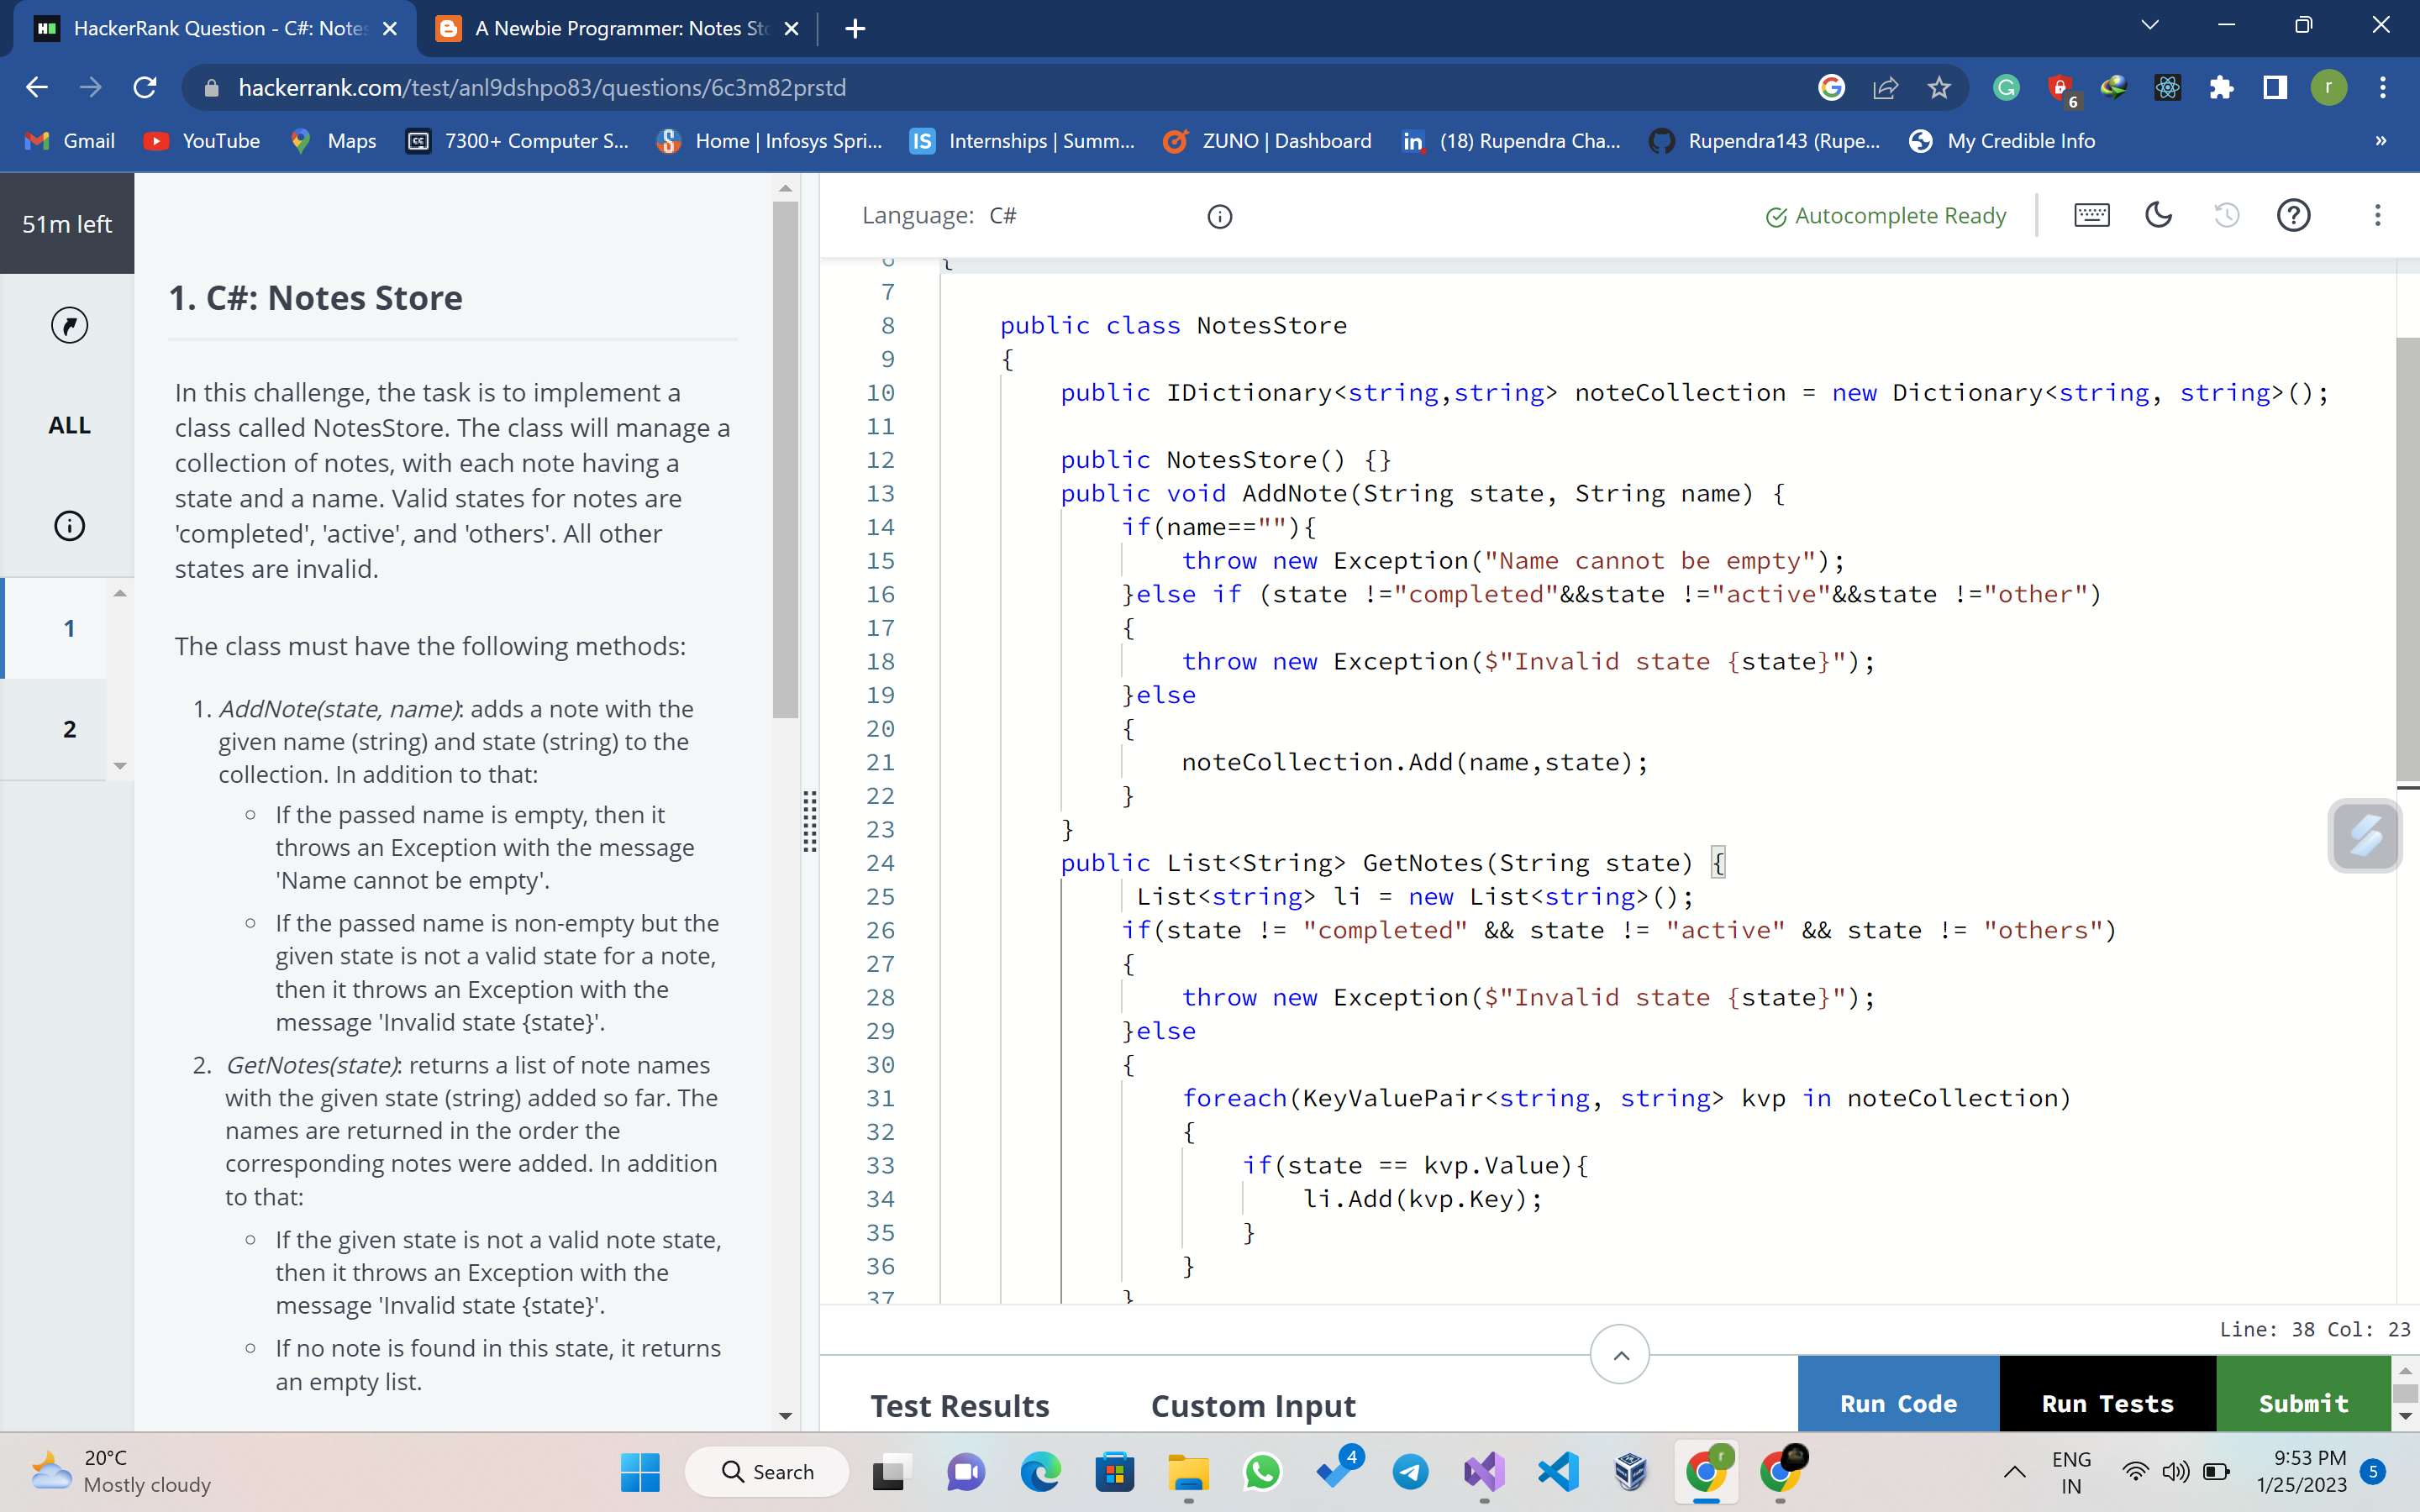 HackerRank Question - C#: Notes
A Newbie Programmer: Notes Sto
hackerrank.com/test/anl9dshpo83/questions/6c3m82prstd
6
r
Gmail
YouTube
Maps
7300+ Computer S...
Home | Infosys Spri...
Internships | Summ...
ZUNO | Dashboard
(18) Rupendra Cha...
Rupendra143 (Rupe...
My Credible Info
»
51m left
ALL
1
2
1. C#: Notes Store
In this challenge, the task is to implement a
class called NotesStore. The class will manage a
collection of notes, with each note having a
state and a name. Valid states for notes are
'completed', 'active', and 'others'. All other
states are invalid.
The class must have the following methods:
1. AddNote(state, name): adds a note with the
given name (string) and state (string) to the
collection. In addition to that:
○ If the passed name is empty, then it
throws an Exception with the message
'Name cannot be empty'.
○ If the passed name is non-empty but the
given state is not a valid state for a note,
then it throws an Exception with the
message 'Invalid state {state}'.
2. GetNotes(state): returns a list of note names
with the given state (string) added so far. The
names are returned in the order the
corresponding notes were added. In addition
to that:
○ If the given state is not a valid note state,
then it throws an Exception with the
message 'Invalid state {state}'.
○ If no note is found in this state, it returns
an empty list.
Language: C#
Autocomplete Ready
6 {
7
8 public class NotesStore
9 {
10 public IDictionary<string,string> noteCollection = new Dictionary<string, string>();
11
12 public NotesStore() {}
13 public void AddNote(String state, String name) {
14 if(name==""){
15 throw new Exception("Name cannot be empty");
16 }else if (state !="completed"&&state !="active"&&state !="other")
17 {
18 throw new Exception($"Invalid state {state}");
19 }else
20 {
21 noteCollection.Add(name,state);
22 }
23 }
24 public List<String> GetNotes(String state) {
25 List<string> li = new List<string>();
26 if(state != "completed" && state != "active" && state != "others")
27 {
28 throw new Exception($"Invalid state {state}");
29 }else
30 {
31 foreach(KeyValuePair<string, string> kvp in noteCollection)
32 {
33 if(state == kvp.Value){
34 li.Add(kvp.Key);
35 }
36 }
37 }
Line: 38 Col: 23
Test Results
Custom Input
Run Code
Run Tests
Submit
20°C
Mostly cloudy
Search
4
r
ENG
IN
9:53 PM
1/25/2023
5